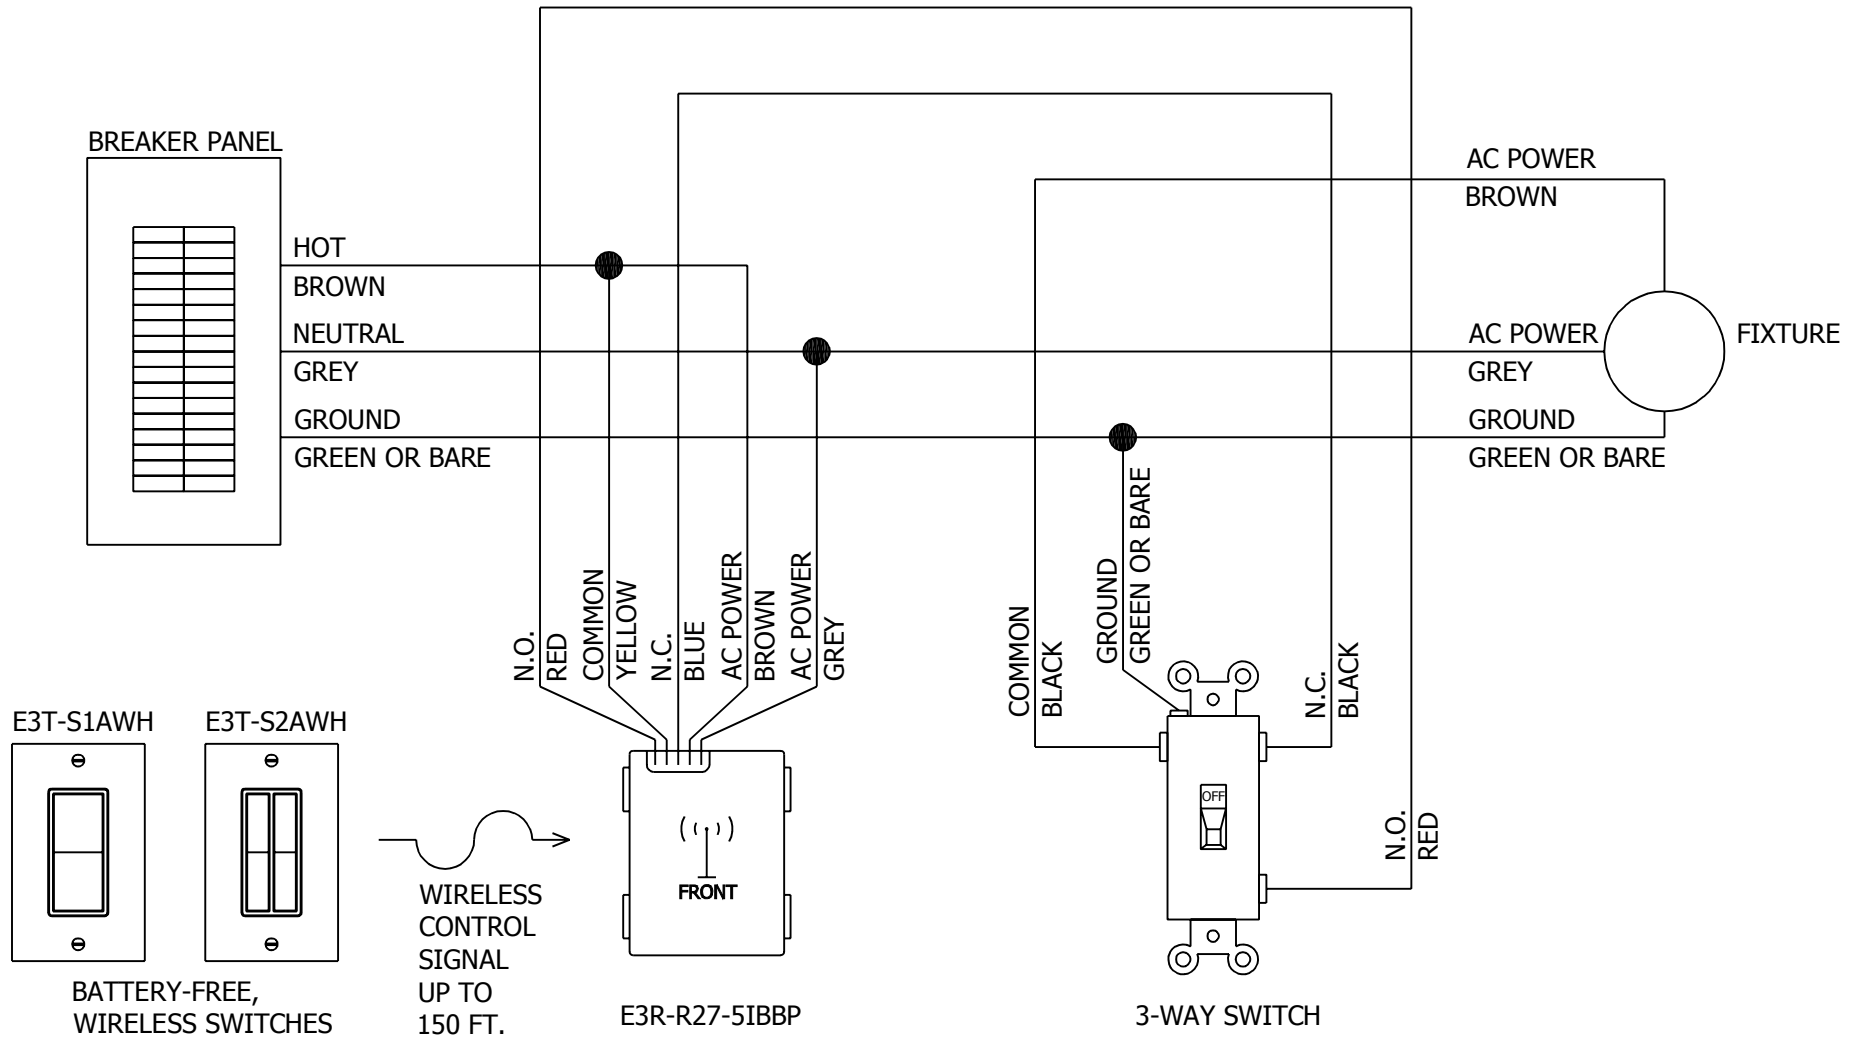 BREAKER PANEL
HOT
BROWN
NEUTRAL
GREY
GROUND
GREEN OR BARE
AC POWER
BROWN
AC POWER
GREY
GROUND
GREEN OR BARE
FIXTURE
N.O.
RED
COMMON
YELLOW
N.C.
BLUE
AC POWER
BROWN
AC POWER
GREY
COMMON
BLACK
GROUND
GREEN OR BARE
N.C.
BLACK
N.O.
RED
E3T-S1AWH
E3T-S2AWH
BATTERY-FREE,
WIRELESS SWITCHES
WIRELESS
CONTROL
SIGNAL
UP TO
150 FT.
FRONT
E3R-R27-5IBBP
OFF
3-WAY SWITCH